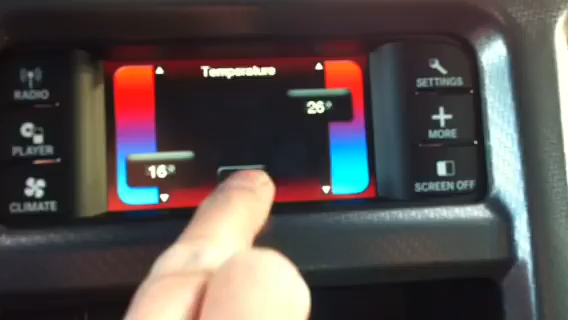 Temperature
26°
16°
RADIO
PLAYER
CLIMATE
SETTINGS
MORE
SCREEN OFF